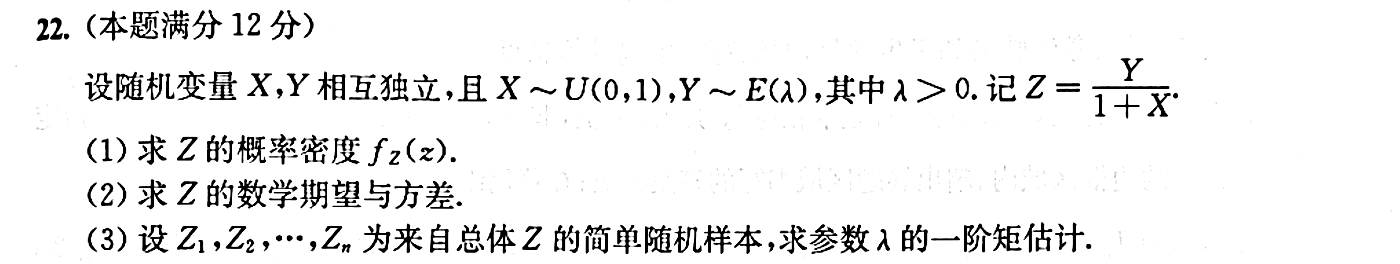 22. (本题满分 12 分)
设随机变量 X,Y 相互独立,且 X ~ U(0,1),Y ~ E(λ),其中 λ > 0. 记 Z = Y/(1+X).
(1) 求 Z 的概率密度 f_Z(z).
(2) 求 Z 的数学期望与方差.
(3) 设 Z₁,Z₂,⋯,Zₙ 为来自总体 Z 的简单随机样本,求参数 λ 的一阶矩估计.